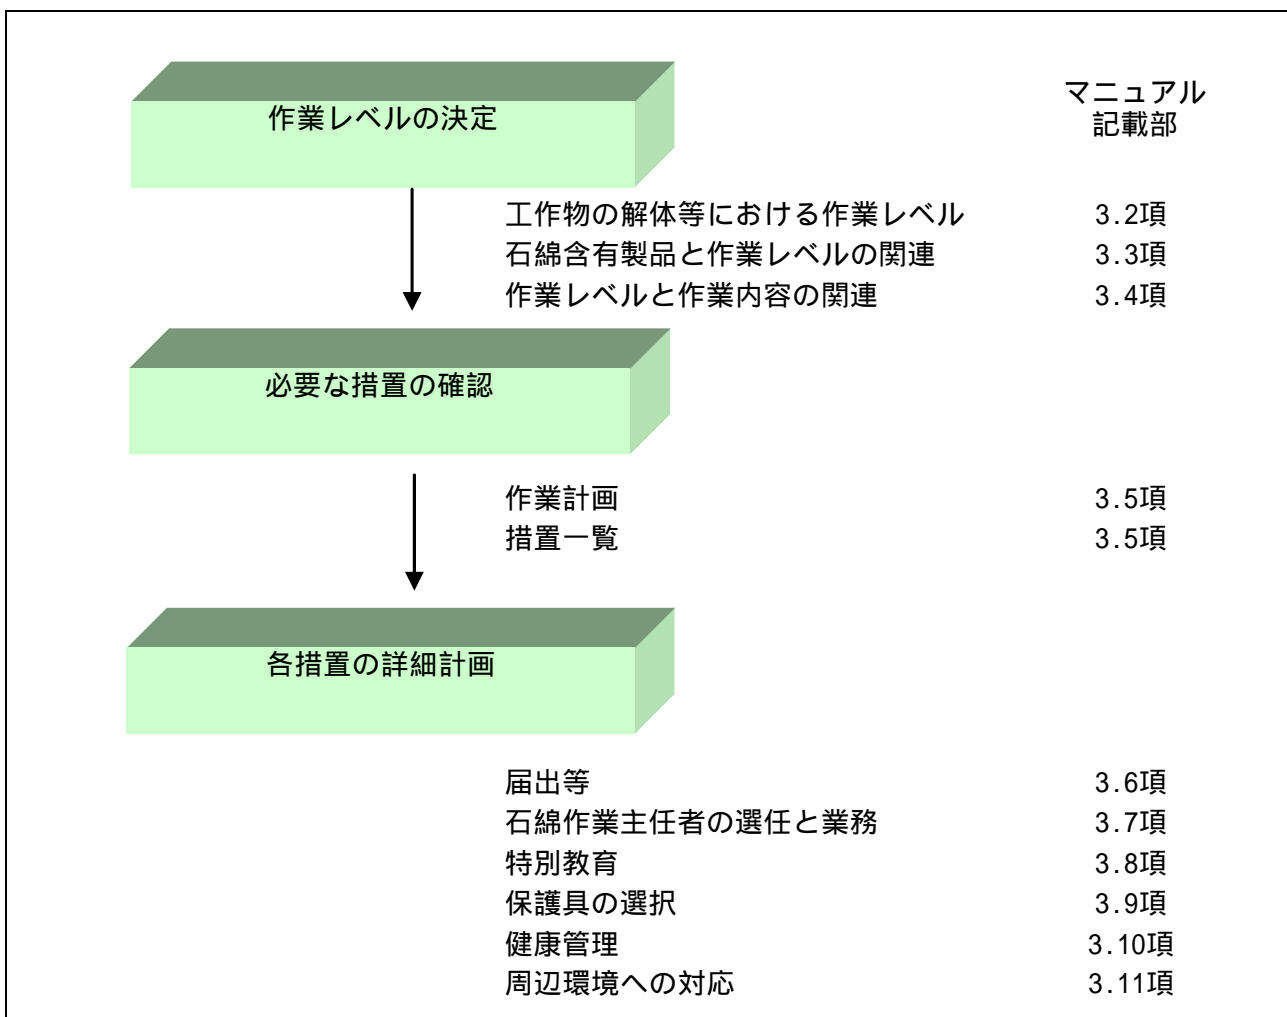 作業レベルの決定
マニュアル
記載部
工作物の解体等における作業レベル 3.2項
石綿含有製品と作業レベルの関連 3.3項
作業レベルと作業内容の関連 3.4項
必要な措置の確認
作業計画 3.5項
措置一覧 3.5項
各措置の詳細計画
届出等 3.6項
石綿作業主任者の選任と業務 3.7項
特別教育 3.8項
保護具の選択 3.9項
健康管理 3.10項
周辺環境への対応 3.11項